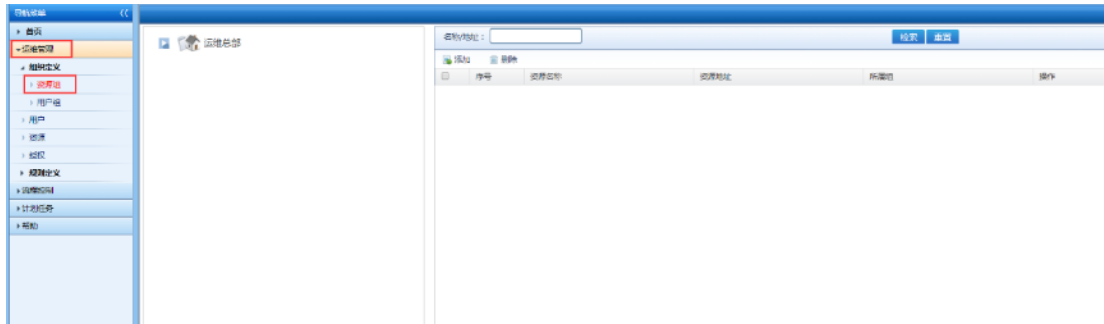 导航菜单
首页
运维管理
组织定义
资源组
用户组
用户
资源
授权
规则定义
流程控制
计划任务
帮助
运维总部
名称/地址：
检索 重置
添加 删除
序号 资源名称 资源地址 所属组 操作